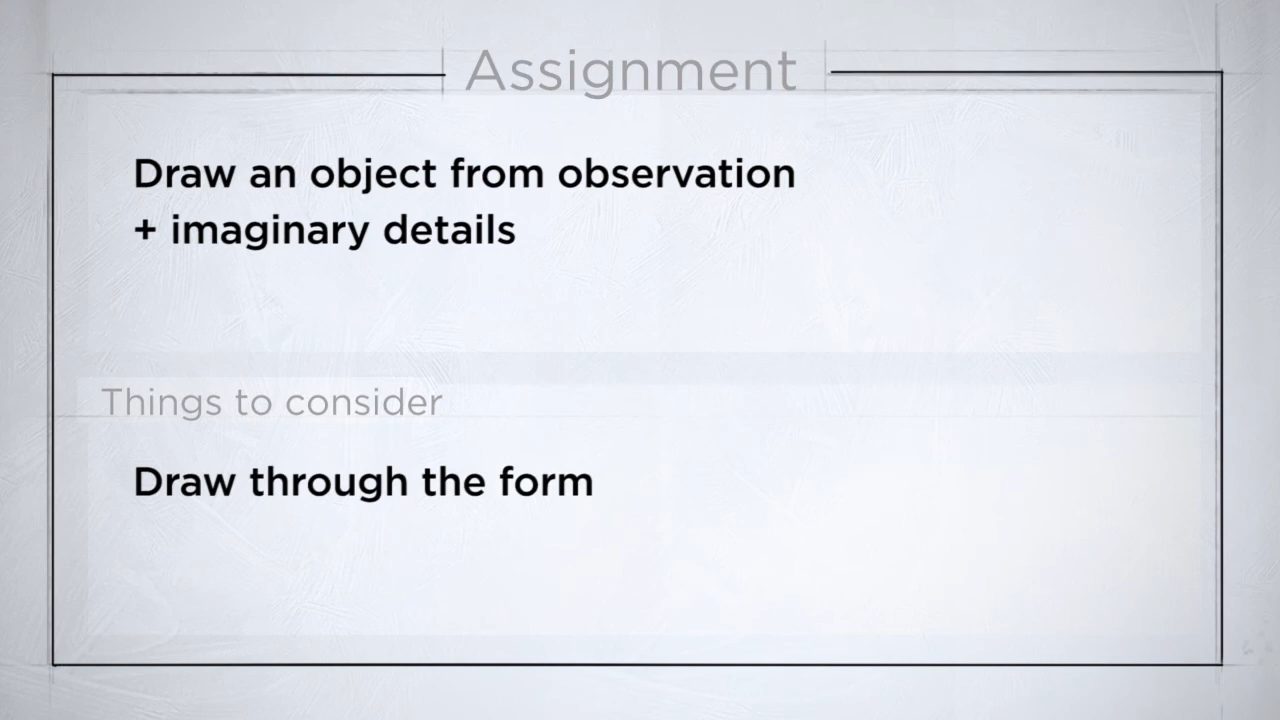 Assignment
Draw an object from observation
+ imaginary details
Things to consider
Draw through the form